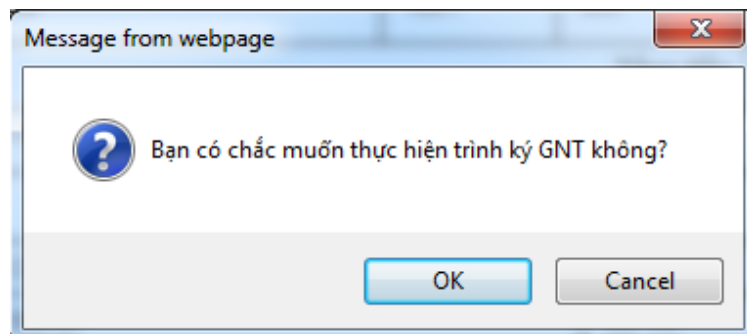 Message from webpage
Bạn có chắc muốn thực hiện trình ký GNT không?
OK
Cancel